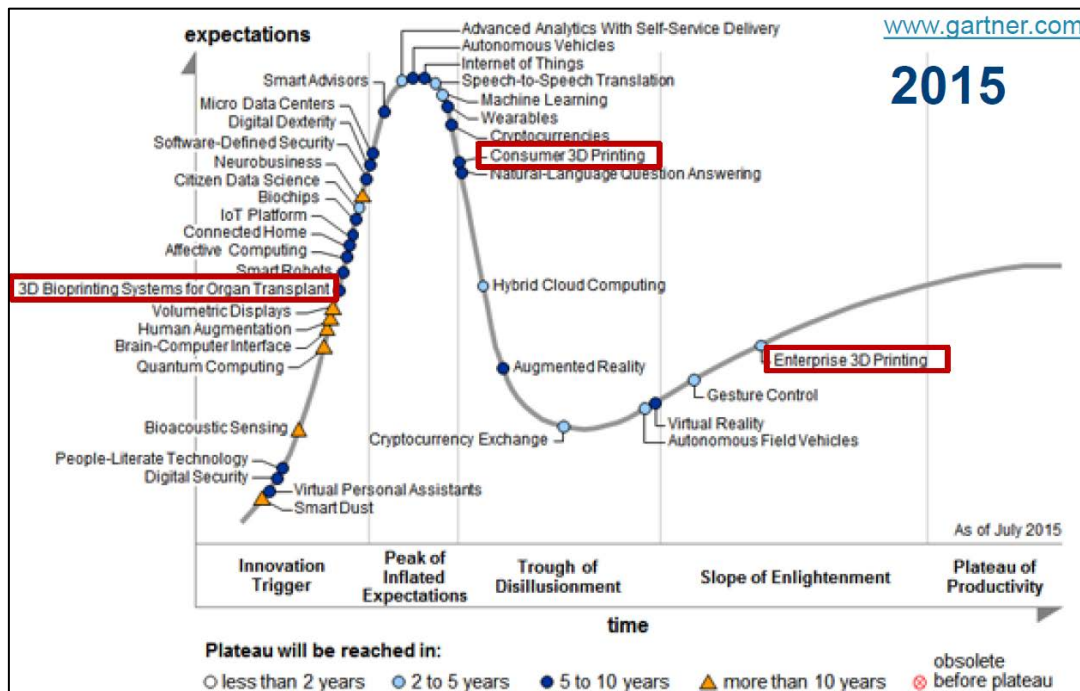 expectations
www.gartner.com
2015
Advanced Analytics With Self-Service Delivery
Autonomous Vehicles
Internet of Things
Speech-to-Speech Translation
Machine Learning
Wearables
Cryptocurrencies
Consumer 3D Printing
Natural-Language Question Answering
Smart Advisors
Micro Data Centers
Digital Dexterity
Software-Defined Security
Neurobusiness
Citizen Data Science
Biochips
IoT Platform
Connected Home
Affective Computing
Smart Robots
3D Bioprinting Systems for Organ Transplant
Volumetric Displays
Human Augmentation
Brain-Computer Interface
Quantum Computing
Bioacoustic Sensing
People-Literate Technology
Digital Security
Virtual Personal Assistants
Smart Dust
Hybrid Cloud Computing
Augmented Reality
Cryptocurrency Exchange
Enterprise 3D Printing
Gesture Control
Virtual Reality
Autonomous Field Vehicles
As of July 2015
Innovation
Trigger
Peak of
Inflated
Expectations
Trough of
Disillusionment
Slope of Enlightenment
Plateau of
Productivity
time
Plateau will be reached in:
less than 2 years
2 to 5 years
5 to 10 years
more than 10 years
obsolete
before plateau